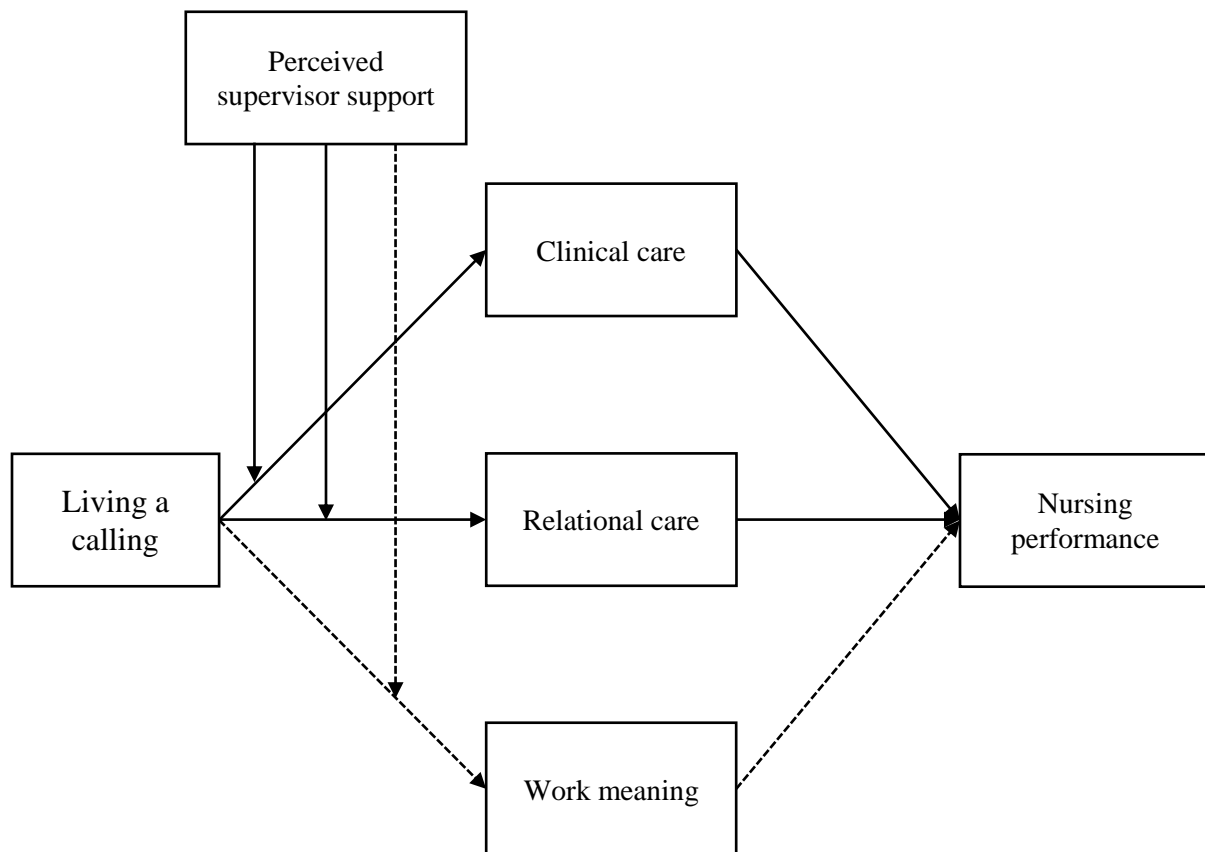 Perceived
supervisor support
Clinical care
Living a
calling
Relational care
Nursing
performance
Work meaning